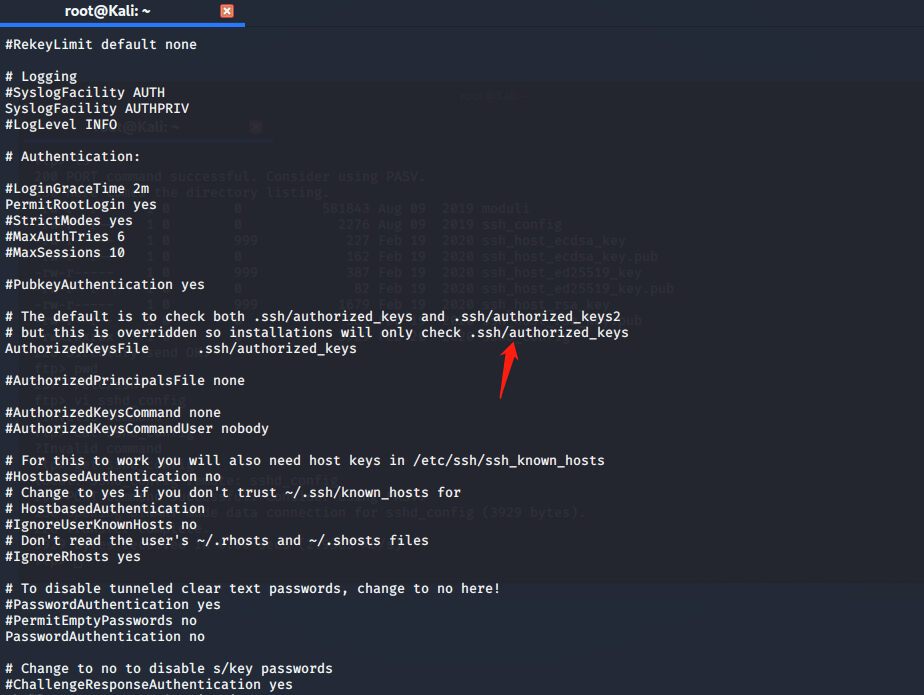 root@Kali: ~
#RekeyLimit default none
# Logging
#SyslogFacility AUTH
SyslogFacility AUTHPRIV
#LogLevel INFO
# Authentication:
#LoginGraceTime 2m
PermitRootLogin yes
#StrictModes yes
#MaxAuthTries 6
#MaxSessions 10
#PubkeyAuthentication yes
# The default is to check both .ssh/authorized_keys and .ssh/authorized_keys2
# but this is overridden so installations will only check .ssh/authorized_keys
AuthorizedKeysFile .ssh/authorized_keys
#AuthorizedPrincipalsFile none
#AuthorizedKeysCommand none
#AuthorizedKeysCommandUser nobody
# For this to work you will also need host keys in /etc/ssh/ssh_known_hosts
#HostbasedAuthentication no
# Change to yes if you don't trust ~/.ssh/known_hosts for
# HostbasedAuthentication
#IgnoreUserKnownHosts no
# Don't read the user's ~/.rhosts and ~/.shosts files
#IgnoreRhosts yes
# To disable tunneled clear text passwords, change to no here!
#PasswordAuthentication yes
#PermitEmptyPasswords no
PasswordAuthentication no
# Change to no to disable s/key passwords
#ChallengeResponseAuthentication yes